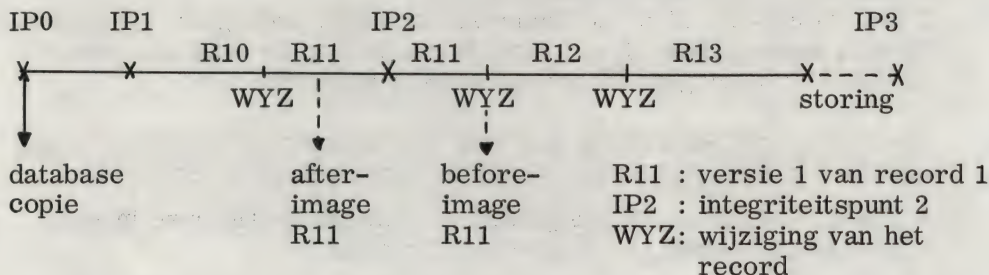 IP0 IP1 IP2 IP3
R10 R11 R11 R12 R13
WYZ WYZ WYZ storing
database after- before- R11 : versie 1 van record 1
copie image image IP2 : integriteitspunt 2
R11 R11 WYZ: wijziging van het
record